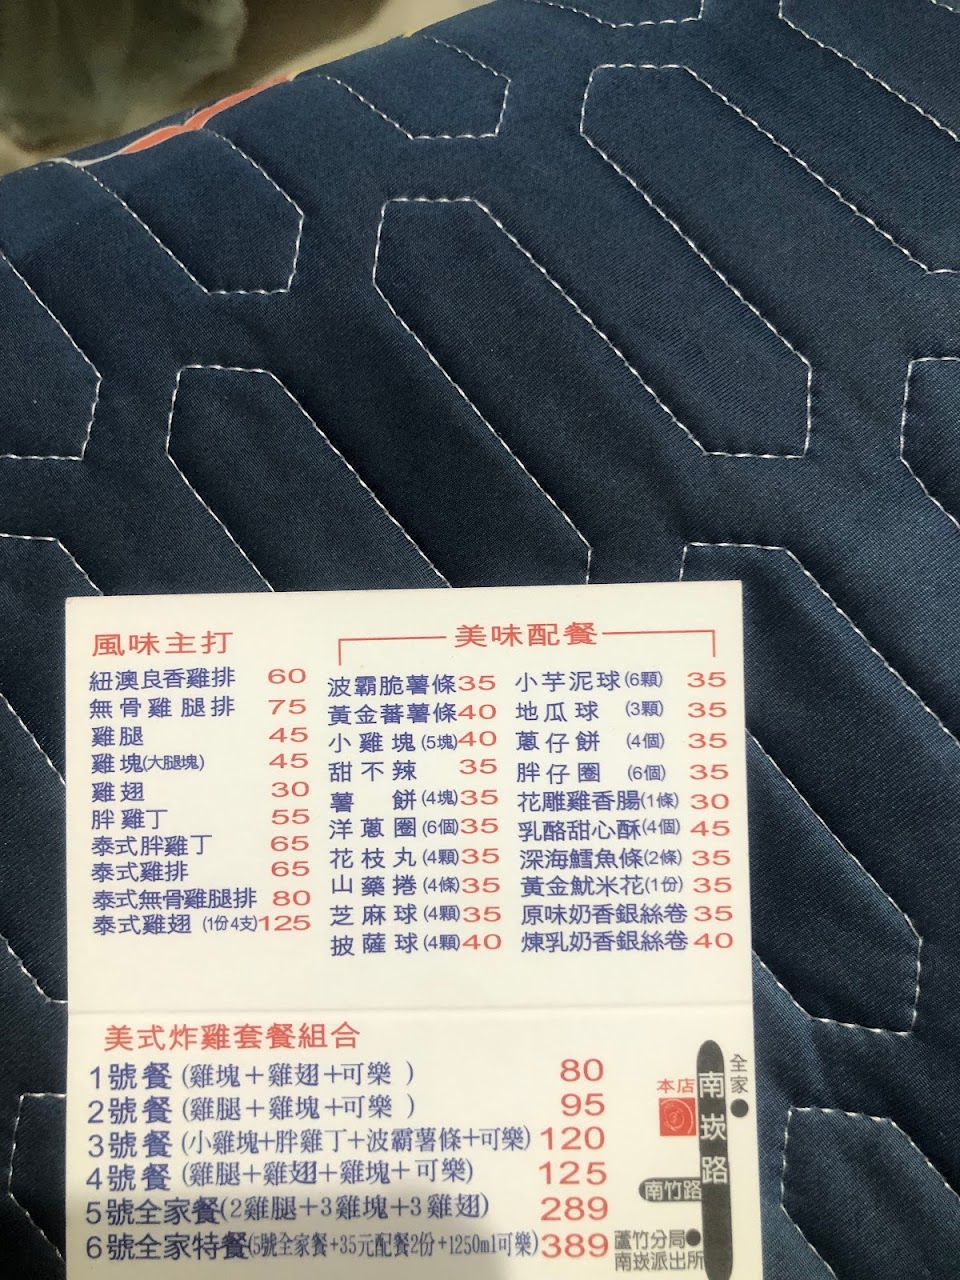 風味主打
紐澳良香雞排 60
無骨雞腿排 75
雞腿 45
雞塊(大腿塊) 45
雞翅 30
胖雞丁 55
泰式胖雞丁 65
泰式雞排 65
泰式無骨雞腿排 80
泰式雞翅 (1份4支) 125
美味配餐
波霸脆薯條 35
黃金蕃薯條 40
小雞塊 (5塊) 40
甜不辣 35
薯餅 (4塊) 35
洋蔥圈 (6個) 35
花枝丸 (4顆) 35
山藥捲 (4條) 35
芝麻球 (4顆) 35
披薩球 (4顆) 40
小芋泥球 (6顆) 35
地瓜球 (3顆) 35
蔥仔餅 (4個) 35
胖仔圈 (6個) 35
花雕雞香腸 (1條) 30
乳酪甜心酥 (4個) 45
深海鱈魚條 (2條) 35
黃金魷米花 (1份) 35
原味奶香銀絲卷 35
煉乳奶香銀絲卷 40
美式炸雞套餐組合
1號餐 (雞塊+雞翅+可樂) 80
2號餐 (雞腿+雞塊+可樂) 95
3號餐 (小雞塊+胖雞丁+波霸薯條+可樂) 120
4號餐 (雞腿+雞翅+雞塊+可樂) 125
5號全家餐 (2雞腿+3雞塊+3雞翅) 289
6號全家特餐 (5號全家餐+35元配餐2份+1250ml可樂) 389
全家
本店
南崁路
南竹路
蘆竹分局
南崁派出所